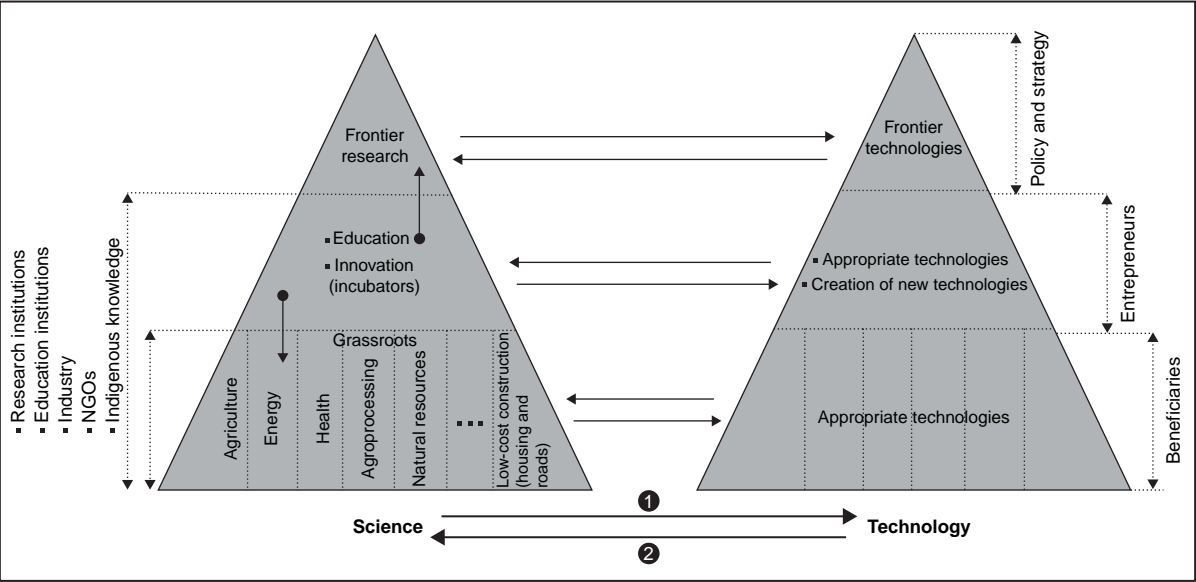 ▪ Research institutions
▪ Education institutions
▪ Industry
▪ NGOs
▪ Indigenous knowledge
Frontier
research
▪ Education
▪ Innovation
(incubators)
Grassroots
Agriculture
Energy
Health
Agroprocessing
Natural resources
▪▪▪
Low-cost construction
(housing and
roads)
Frontier
technologies
▪ Appropriate technologies
▪ Creation of new technologies
Appropriate technologies
Policy and strategy
Entrepreneurs
Beneficiaries
Science
1
2
Technology